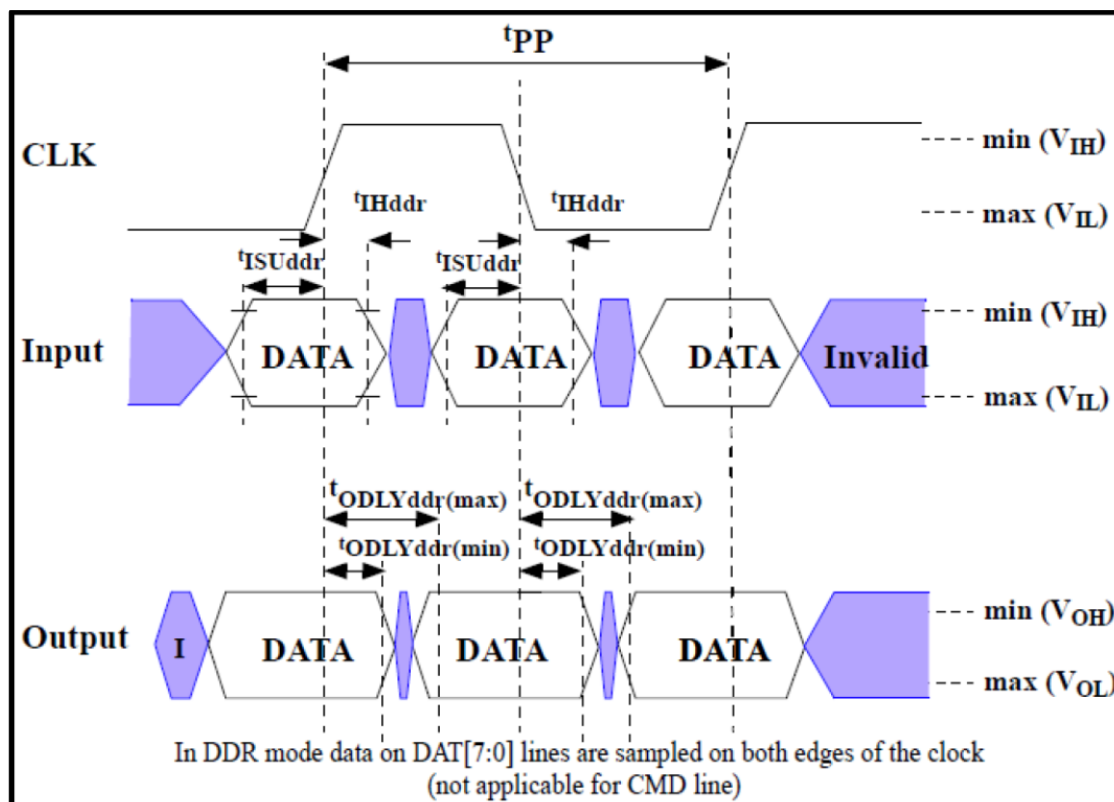 tPP
CLK
min (VIH)
tIHddr
tIHddr
max (VIL)
tISUddr
tISUddr
Input
DATA
DATA
DATA
Invalid
min (VIH)
max (VIL)
tODLYddr(max)
tODLYddr(max)
tODLYddr(min)
tODLYddr(min)
Output
I
DATA
DATA
DATA
min (VOH)
max (VOL)
In DDR mode data on DAT[7:0] lines are sampled on both edges of the clock
(not applicable for CMD line)